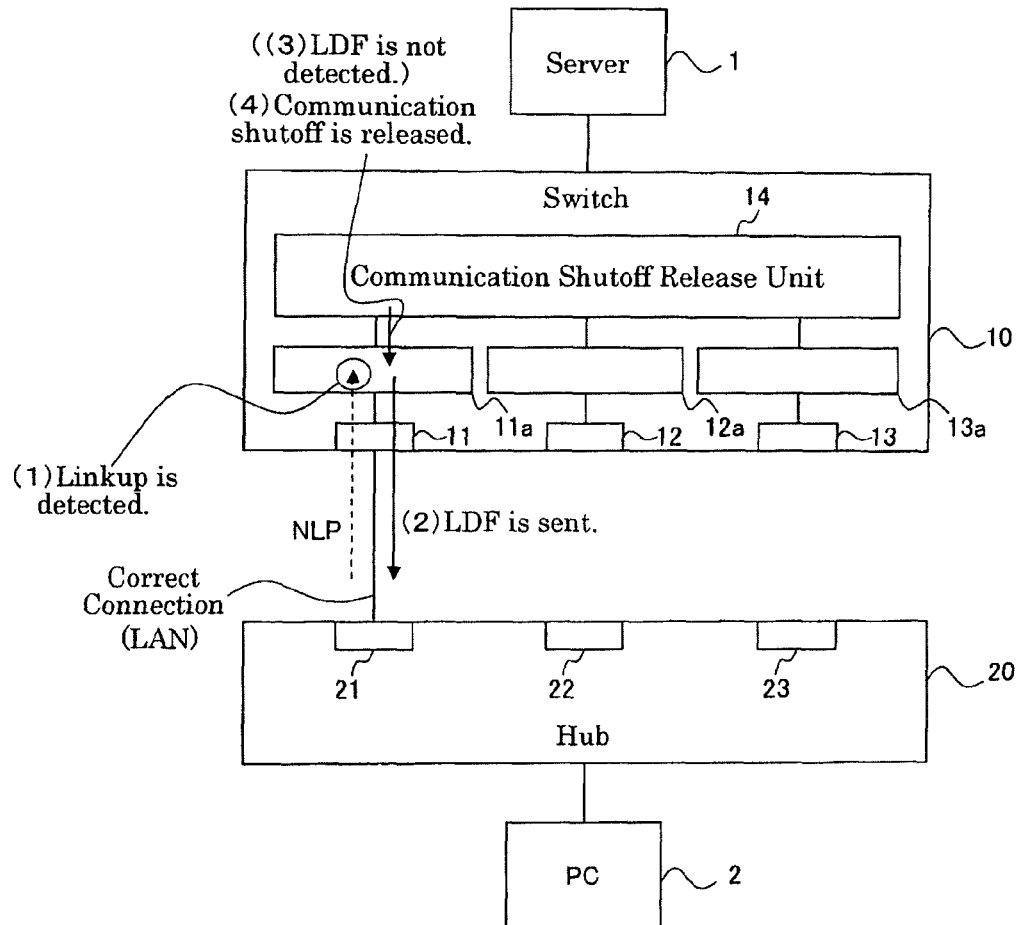 ((3)LDF is not
detected.)
(4)Communication
shutoff is released.
Server
1
Switch
14
Communication Shutoff Release Unit
10
11a
12a
13a
11
12
13
(1)Linkup is
detected.
NLP
(2)LDF is sent.
Correct
Connection
(LAN)
21
22
23
20
Hub
PC
2